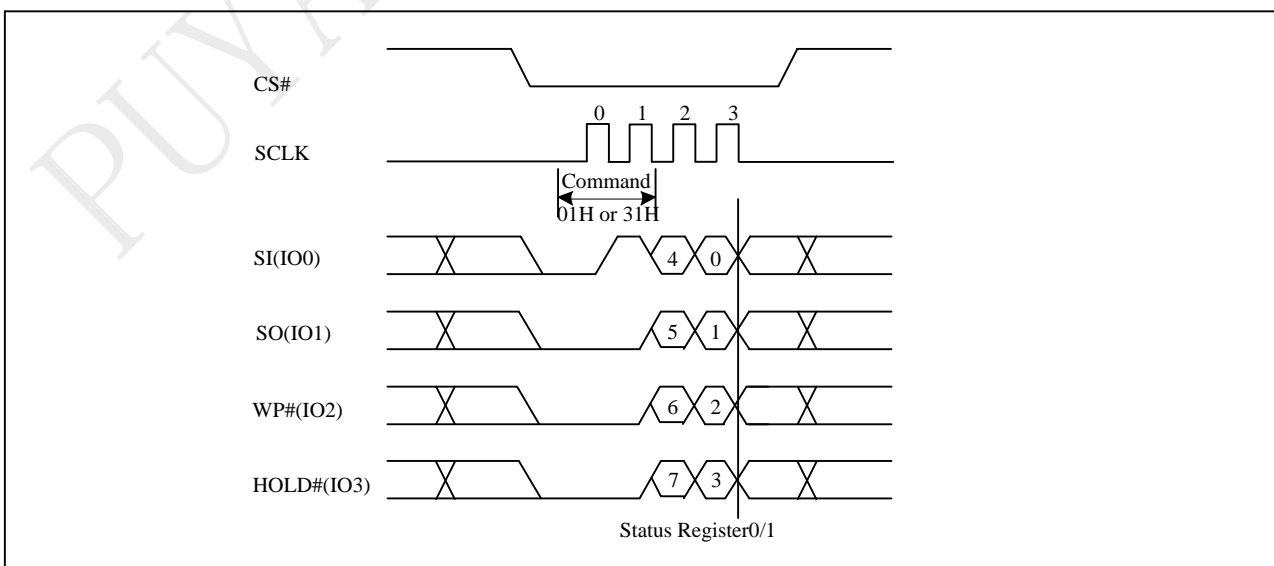 PUYA
CS#
0 1 2 3
SCLK
Command
01H or 31H
SI(IO0) 4 0
SO(IO1) 5 1
WP#(IO2) 6 2
HOLD#(IO3) 7 3
Status Register0/1